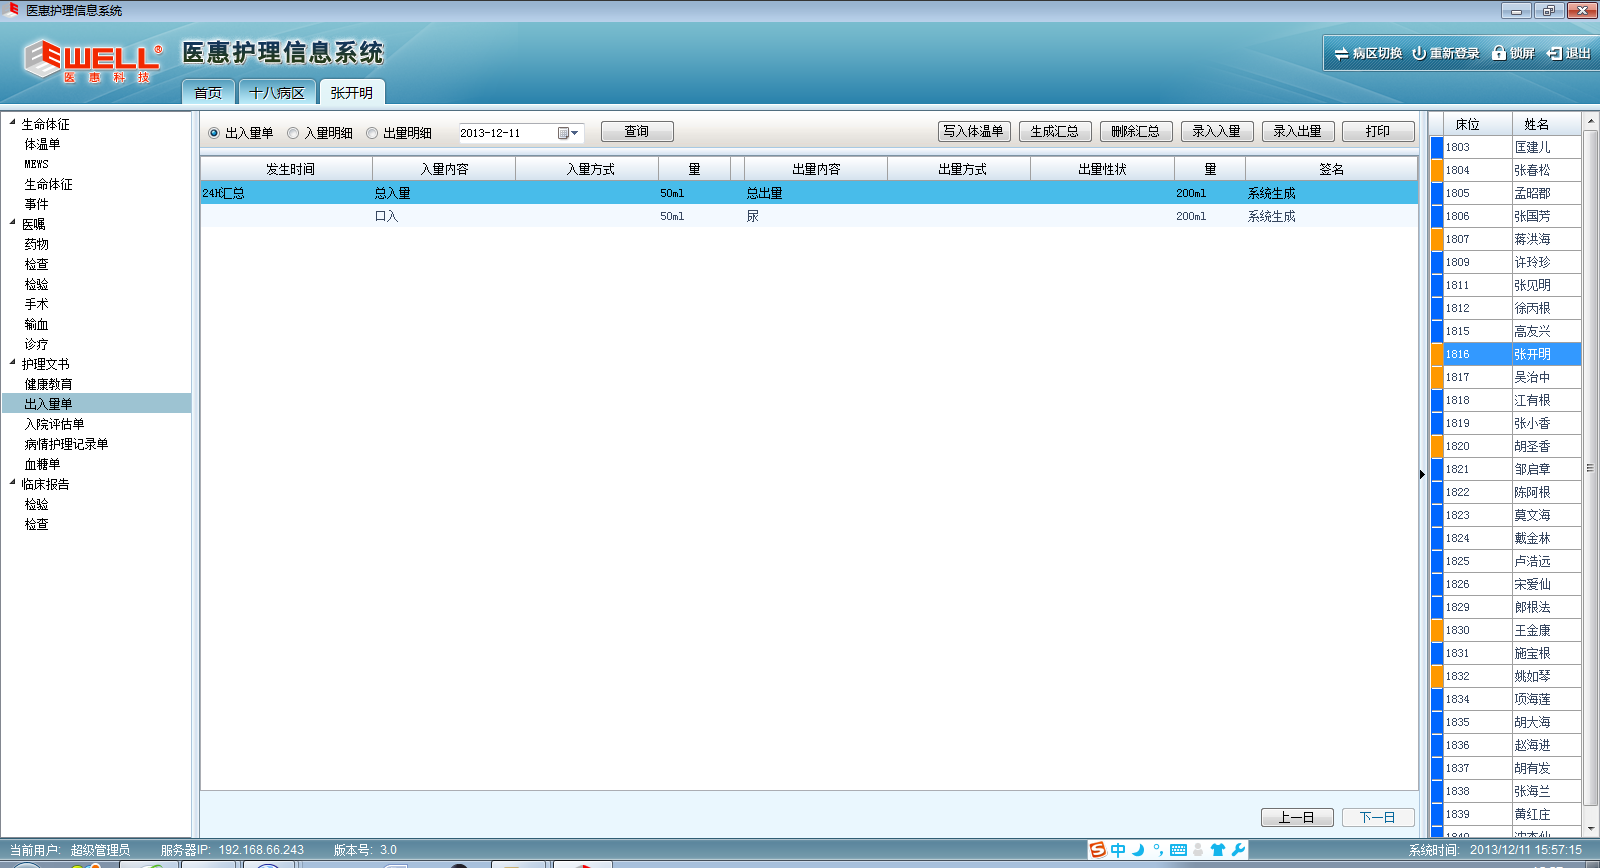 医惠护理信息系统
EWELL®
医惠科技
医惠护理信息系统
病区切换 重新登录 锁屏 退出
首页 十八病区 张开明
生命体征
体温单
MEWS
生命体征
事件
医嘱
药物
检查
检验
手术
输血
诊疗
护理文书
健康教育
出入量单
入院评估单
病情护理记录单
血糖单
临床报告
检验
检查
出入量单 入量明细 出量明细 2013-12-11 查询 写入体温单 生成汇总 删除汇总 录入入量 录入出量 打印
发生时间 入量内容 入量方式 量 出量内容 出量方式 出量性状 量 签名
24H汇总 总入量 50ml 总出量 200ml 系统生成
口入 50ml 尿 200ml 系统生成
上一日 下一日
床位 姓名
1803 匡建儿
1804 张春松
1805 孟昭郡
1806 张国芳
1807 蒋洪海
1809 许玲珍
1811 张见明
1812 徐丙根
1815 高友兴
1816 张开明
1817 吴治中
1818 江有根
1819 张小香
1820 胡圣香
1821 邹启章
1822 陈阿根
1823 莫文海
1824 戴金林
1825 卢浩远
1826 宋爱仙
1829 郎根法
1830 王金康
1831 施宝根
1832 姚如琴
1834 项海莲
1835 胡大海
1836 赵海进
1837 胡有发
1838 张海兰
1839 黄红庄
当前用户: 超级管理员 服务器IP: 192.168.66.243 版本号: 3.0 中 系统时间: 2013/12/11 15:57:15